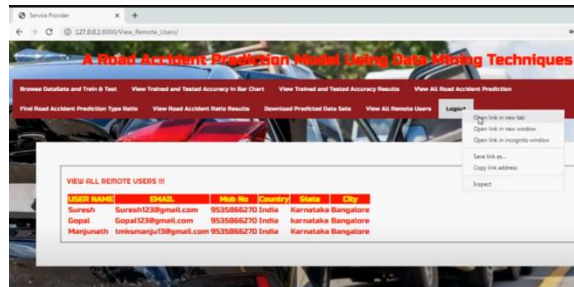 Service Provider
127.0.0.1:8000/View_Remote_Users/
A Road Accident Prediction Model Using Data Mining Techniques
Browse DataSets and Train & Test View Trained and Tested Accuracy in Bar Chart View Trained and Tested Accuracy Results View All Road Accident Prediction
Find Road Accident Prediction Type Ratio View Road Accident Ratio Results Download Predicted Data Sets View All Remote Users Logout
Open link in new tab
Open link in new window
Open link in incognito window
Save link as...
Copy link address
Inspect
VIEW ALL REMOTE USERS !!!
USER NAME EMAIL Mob No Country State City
Suresh Suresh123@gmail.com 9535866270 India Karnataka Bangalore
Gopal Gopal123@gmail.com 9535866270 India Karnataka Bangalore
Manjunath tmksmanju13@gmail.com 9535866270 India Karnataka Bangalore